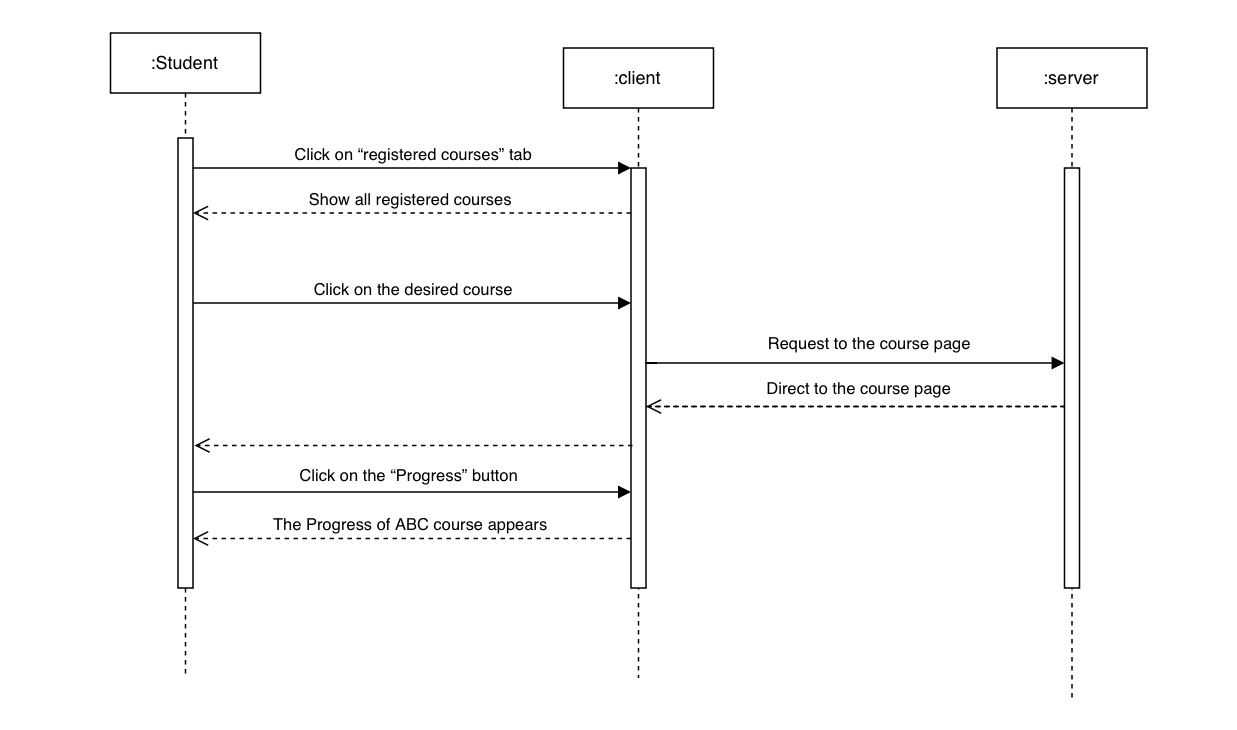 :Student
:client
:server
Click on “registered courses” tab
Show all registered courses
Click on the desired course
Request to the course page
Direct to the course page
Click on the “Progress” button
The Progress of ABC course appears